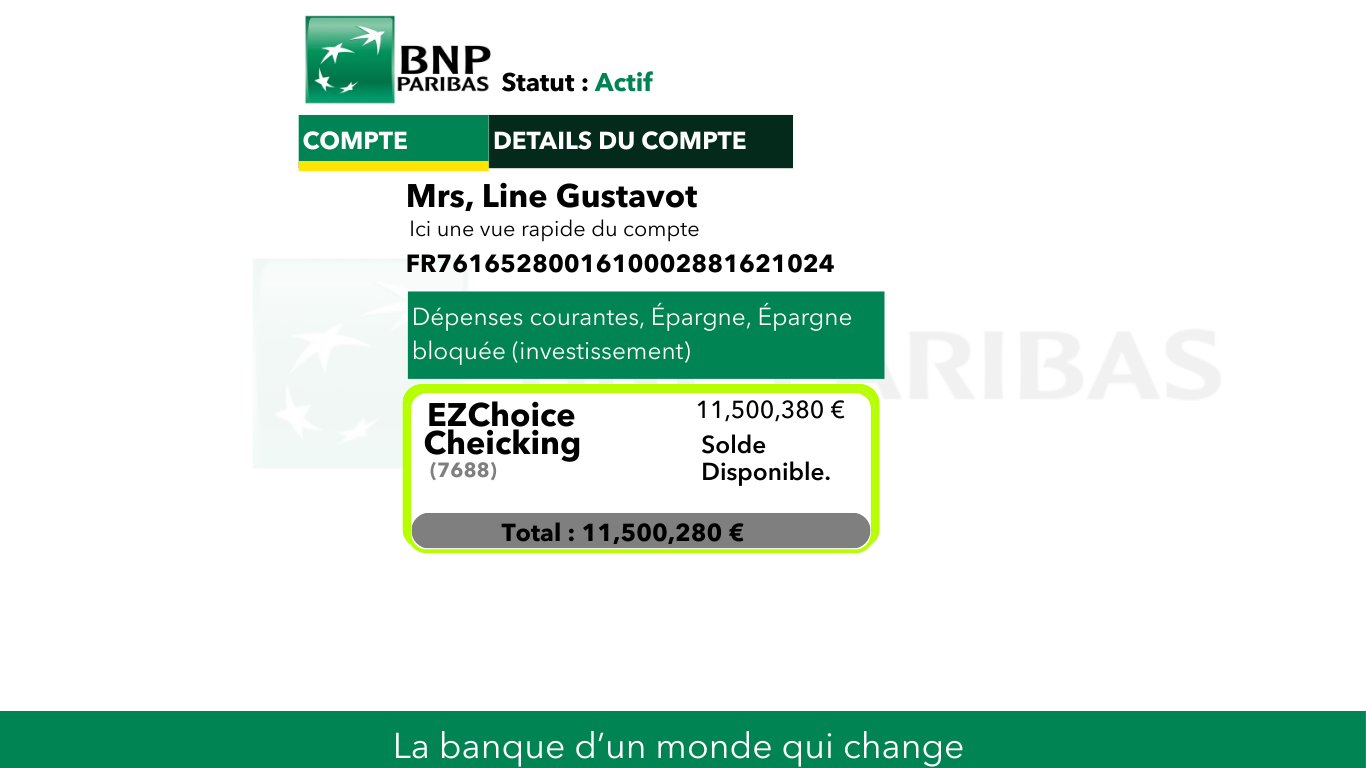 BNP
PARIBAS
Statut : Actif
COMPTE
DETAILS DU COMPTE
Mrs, Line Gustavot
Ici une vue rapide du compte
FR7616528001610002881621024
Dépenses courantes, Épargne, Épargne
bloquée (investissement)
PARIBAS
EZChoice
Cheicking
(7688)
11,500,380 €
Solde
Disponible.
Total : 11,500,280 €
La banque d’un monde qui change